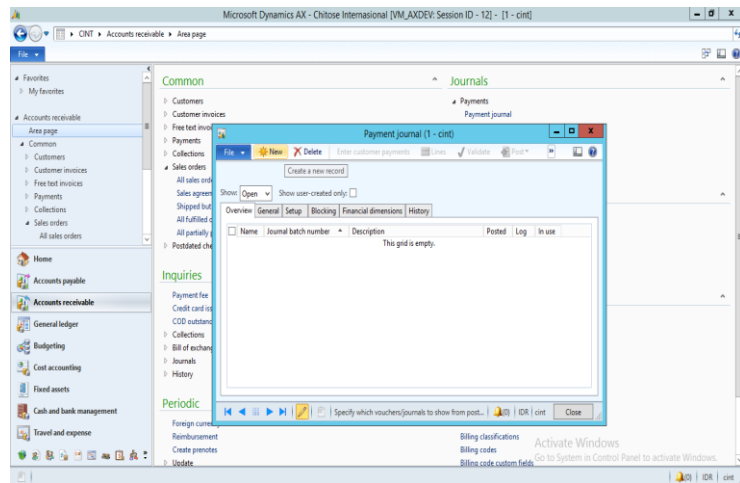 Microsoft Dynamics AX - Chitose Internasional [VM_AXDEV: Session ID - 12] - [1 - cint]
CINT ▸ Accounts receivable ▸ Area page
File
Favorites
My favorites
Accounts receivable
Area page
Common
Customers
Customer invoices
Free text invoices
Payments
Collections
Sales orders
All sales orders
Home
Accounts payable
Accounts receivable
General ledger
Budgeting
Cost accounting
Fixed assets
Cash and bank management
Travel and expense
Common
Customers
Customer invoices
Free text invoi
Payments
Collections
Sales orders
All sales orde
Sales agreem
Shipped but
All fulfilled o
All partially p
Postdated che
Inquiries
Payment fee
Credit card iss
COD outstand
Collections
Bill of exchang
Journals
History
Periodic
Foreign curre
Reimbursement
Create prenotes
Update
Journals
Payments
Payment journal
Billing classifications
Billing codes
Billing code custom fields
Payment journal (1 - cint)
File New Delete Enter customer payments Lines Validate Post
Create a new record
Show: Open Show user-created only:
Overview General Setup Blocking Financial dimensions History
Name Journal batch number Description Posted Log In use
This grid is empty.
Specify which vouchers/journals to show from post... (0) IDR cint Close
Activate Windows
Go to System in Control Panel to activate Windows.
(0) IDR cint